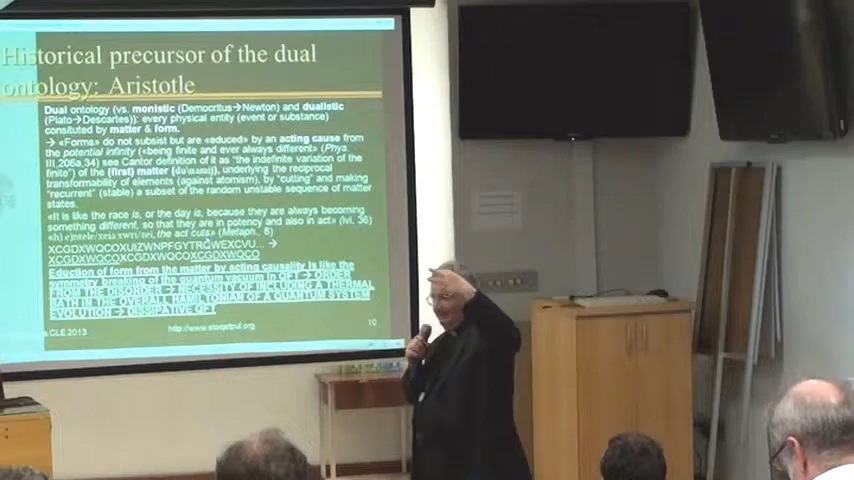 Historical precursor of the dual
ontology: Aristotle
Dual ontology (vs. monistic (Democritus→Newton) and dualistic
(Plato→Descartes)): every physical entity (event or substance)
consituted by matter & form.
→ «Forms» do not subsist but are «educed» by an acting cause from
the potential infinity («being finite and ever always different» (Phys.
III,206a,34) see Cantor definition of it as "the indefinite variation of the
finite") of the (first) matter (du\namij), underlying the reciprocal
transformability of elements (against atomism), by "cutting" and making
"recurrent" (stable) a subset of the random unstable sequence of matter
states.
«It is like the race is, or the day is, because they are always becoming
something different, so that they are in potency and also in act» (Ivi, 36)
the act cuts» (Metaph., 8)
XCGDXWQCOXUIZWNPFGYTRGWEXCVU... →
XCGDXWQCOXCGDXWQCOXCGDXWQCO
Eduction of form from the matter by acting causality is like the
symmetry breaking of the quantum vacuum in QFT → ORDER
FROM THE DISORDER → NECESSITY OF INCLUDING A THERMAL
BATH IN THE OVERALL HAMILTONIAN OF A QUANTUM SYSTEM
EVOLUTION → DISSIPATIVE QFT
CLE 2013 http://www.stoqatpul.org 10